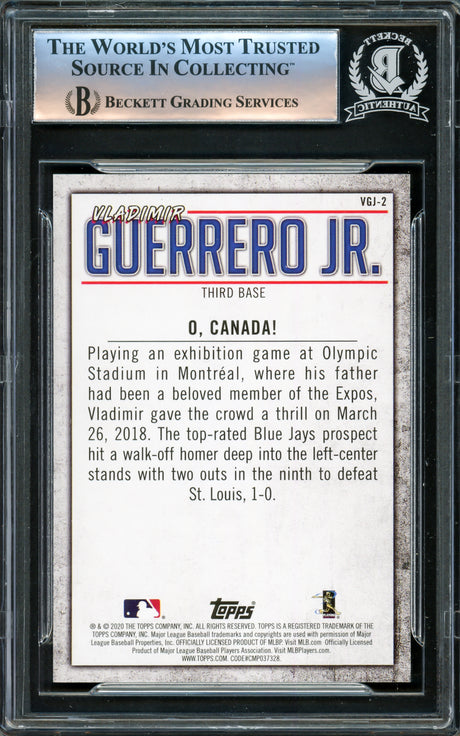 THE WORLD'S MOST TRUSTED
SOURCE IN COLLECTING™
B BECKETT GRADING SERVICES
BECKETT
AUTHENTIC
VGJ-2
VLADIMIR
GUERRERO JR.
THIRD BASE
O, CANADA!
Playing an exhibition game at Olympic
Stadium in Montréal, where his father
had been a beloved member of the Expos,
Vladimir gave the crowd a thrill on March
26, 2018. The top-rated Blue Jays prospect
hit a walk-off homer deep into the left-center
stands with two outs in the ninth to defeat
St. Louis, 1-0.
Topps
® & © 2020 THE TOPPS COMPANY, INC. ALL RIGHTS RESERVED. TOPPS IS A REGISTERED TRADEMARK OF THE
TOPPS COMPANY, INC. Major League Baseball trademarks and copyrights are used with permission of Major
League Baseball Properties, Inc. OFFICIALLY LICENSED PRODUCT OF MLBP. Visit MLB.com. Officially Licensed
Product of Major League Baseball Players Association. Visit MLBPlayers.com.
WWW.TOPPS.COM. CODE#CMP037328.